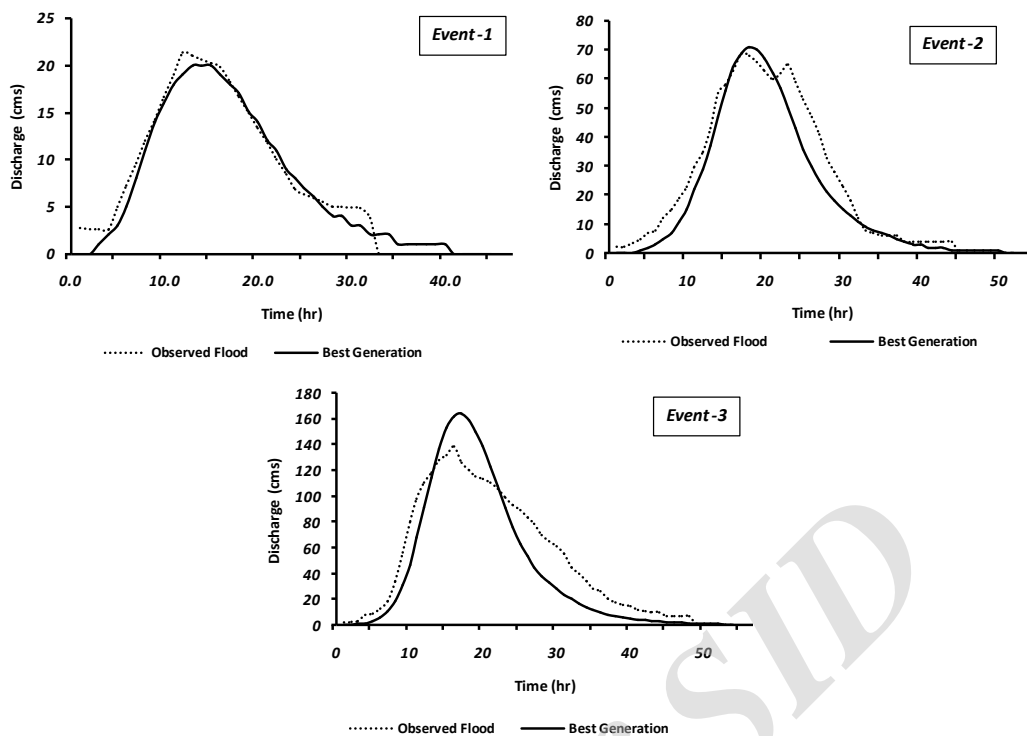 Event-1
Discharge (cms)
25
20
15
10
5
0
0.0 10.0 20.0 30.0 40.0
Time (hr)
Observed Flood Best Generation
Event-2
Discharge (cms)
80
70
60
50
40
30
20
10
0
0 10 20 30 40 50
Time (hr)
Observed Flood Best Generation
Event-3
Discharge (cms)
180
160
140
120
100
80
60
40
20
0
0 10 20 30 40 50
Time (hr)
Observed Flood Best Generation
SID